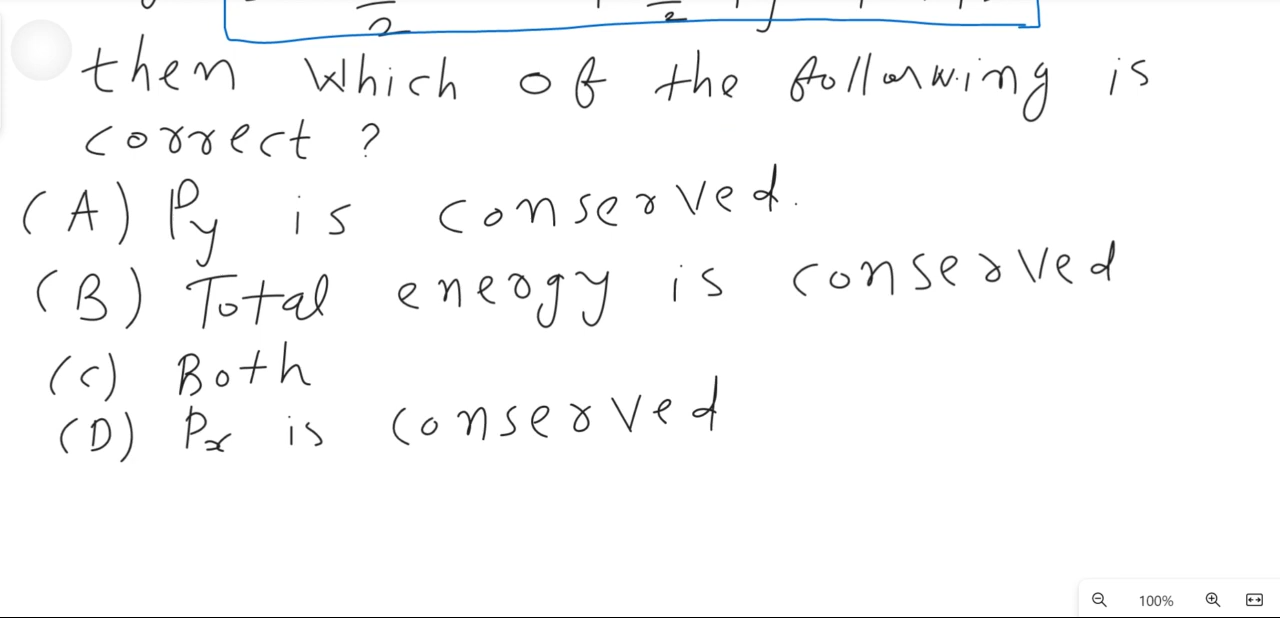 then Which of the following is
correct ?
(A) Py is conserved.
(B) Total energy is conserved
(C) Both
(D) Px is conserved
100%